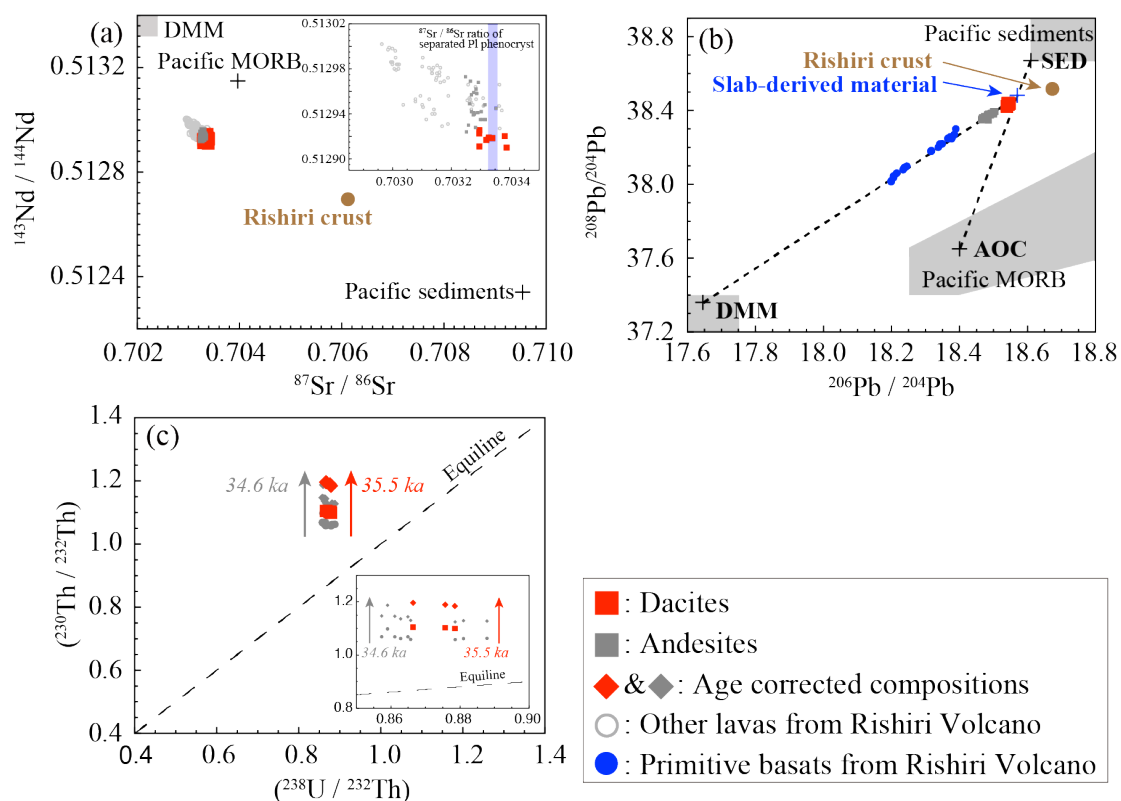 (a)
DMM
Pacific MORB
Rishiri crust
Pacific sediments
0.5132
0.5128
0.5124
0.702
0.704
0.706
0.708
0.710
¹⁴³Nd / ¹⁴⁴Nd
⁸⁷Sr / ⁸⁶Sr
⁸⁷Sr / ⁸⁶Sr ratio of
separated Pl phenocryst
0.51302
0.51298
0.51294
0.51290
0.7030
0.7032
0.7034
(b)
Pacific sediments
SED
Rishiri crust
Slab-derived material
AOC
Pacific MORB
DMM
38.8
38.4
38.0
37.6
37.2
17.6
17.8
18.0
18.2
18.4
18.6
18.8
²⁰⁸Pb/²⁰⁴Pb
²⁰⁶Pb / ²⁰⁴Pb
(c)
Equiline
34.6 ka
35.5 ka
1.4
1.2
1.0
0.8
0.6
0.4
0.4
0.6
0.8
1.0
1.2
1.4
(²³⁰Th / ²³²Th)
(²³⁸U / ²³²Th)
1.2
1.0
0.8
34.6 ka
35.5 ka
Equiline
0.86
0.88
0.90
: Dacites
: Andesites
& : Age corrected compositions
: Other lavas from Rishiri Volcano
: Primitive basats from Rishiri Volcano